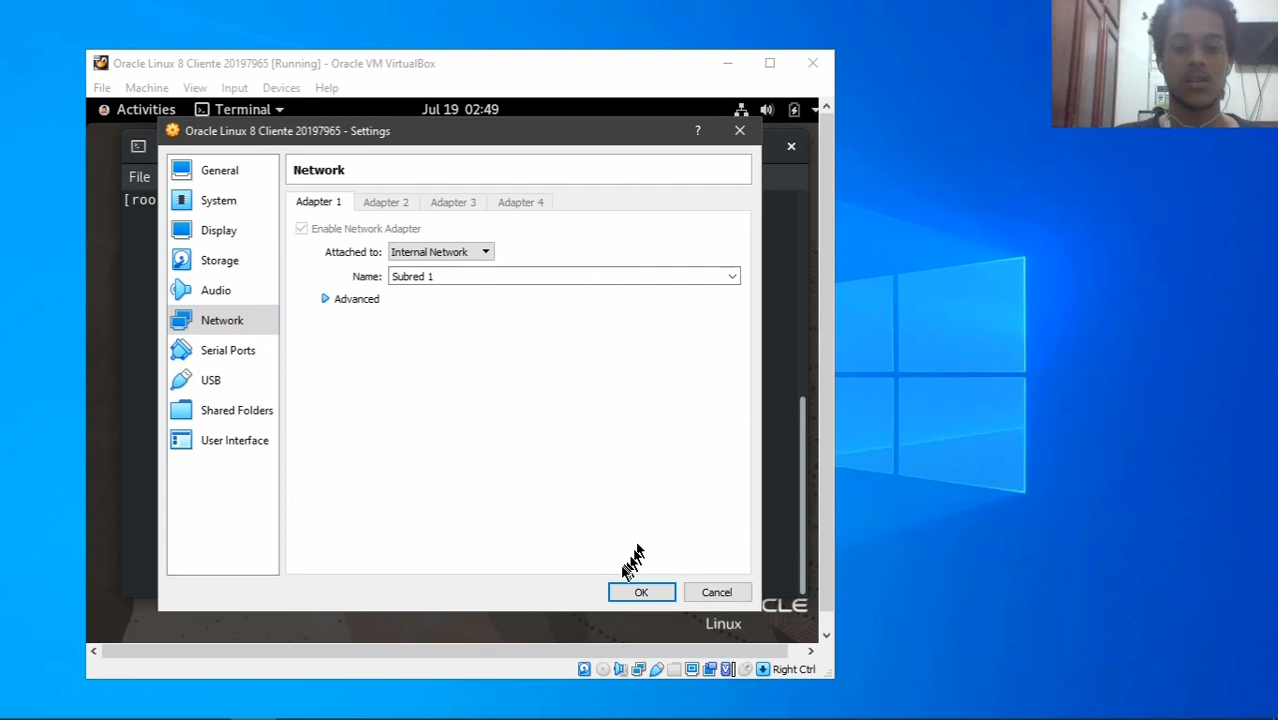 Oracle Linux 8 Cliente 20197965 [Running] - Oracle VM VirtualBox
File Machine View Input Devices Help
Activities Terminal Jul 19 02:49
Oracle Linux 8 Cliente 20197965 - Settings ?
File
[roo
General
System
Display
Storage
Audio
Network
Serial Ports
USB
Shared Folders
User Interface
Network
Adapter 1 Adapter 2 Adapter 3 Adapter 4
Enable Network Adapter
Attached to: Internal Network
Name: Subred 1
Advanced
OK Cancel
CLE
Linux
Right Ctrl